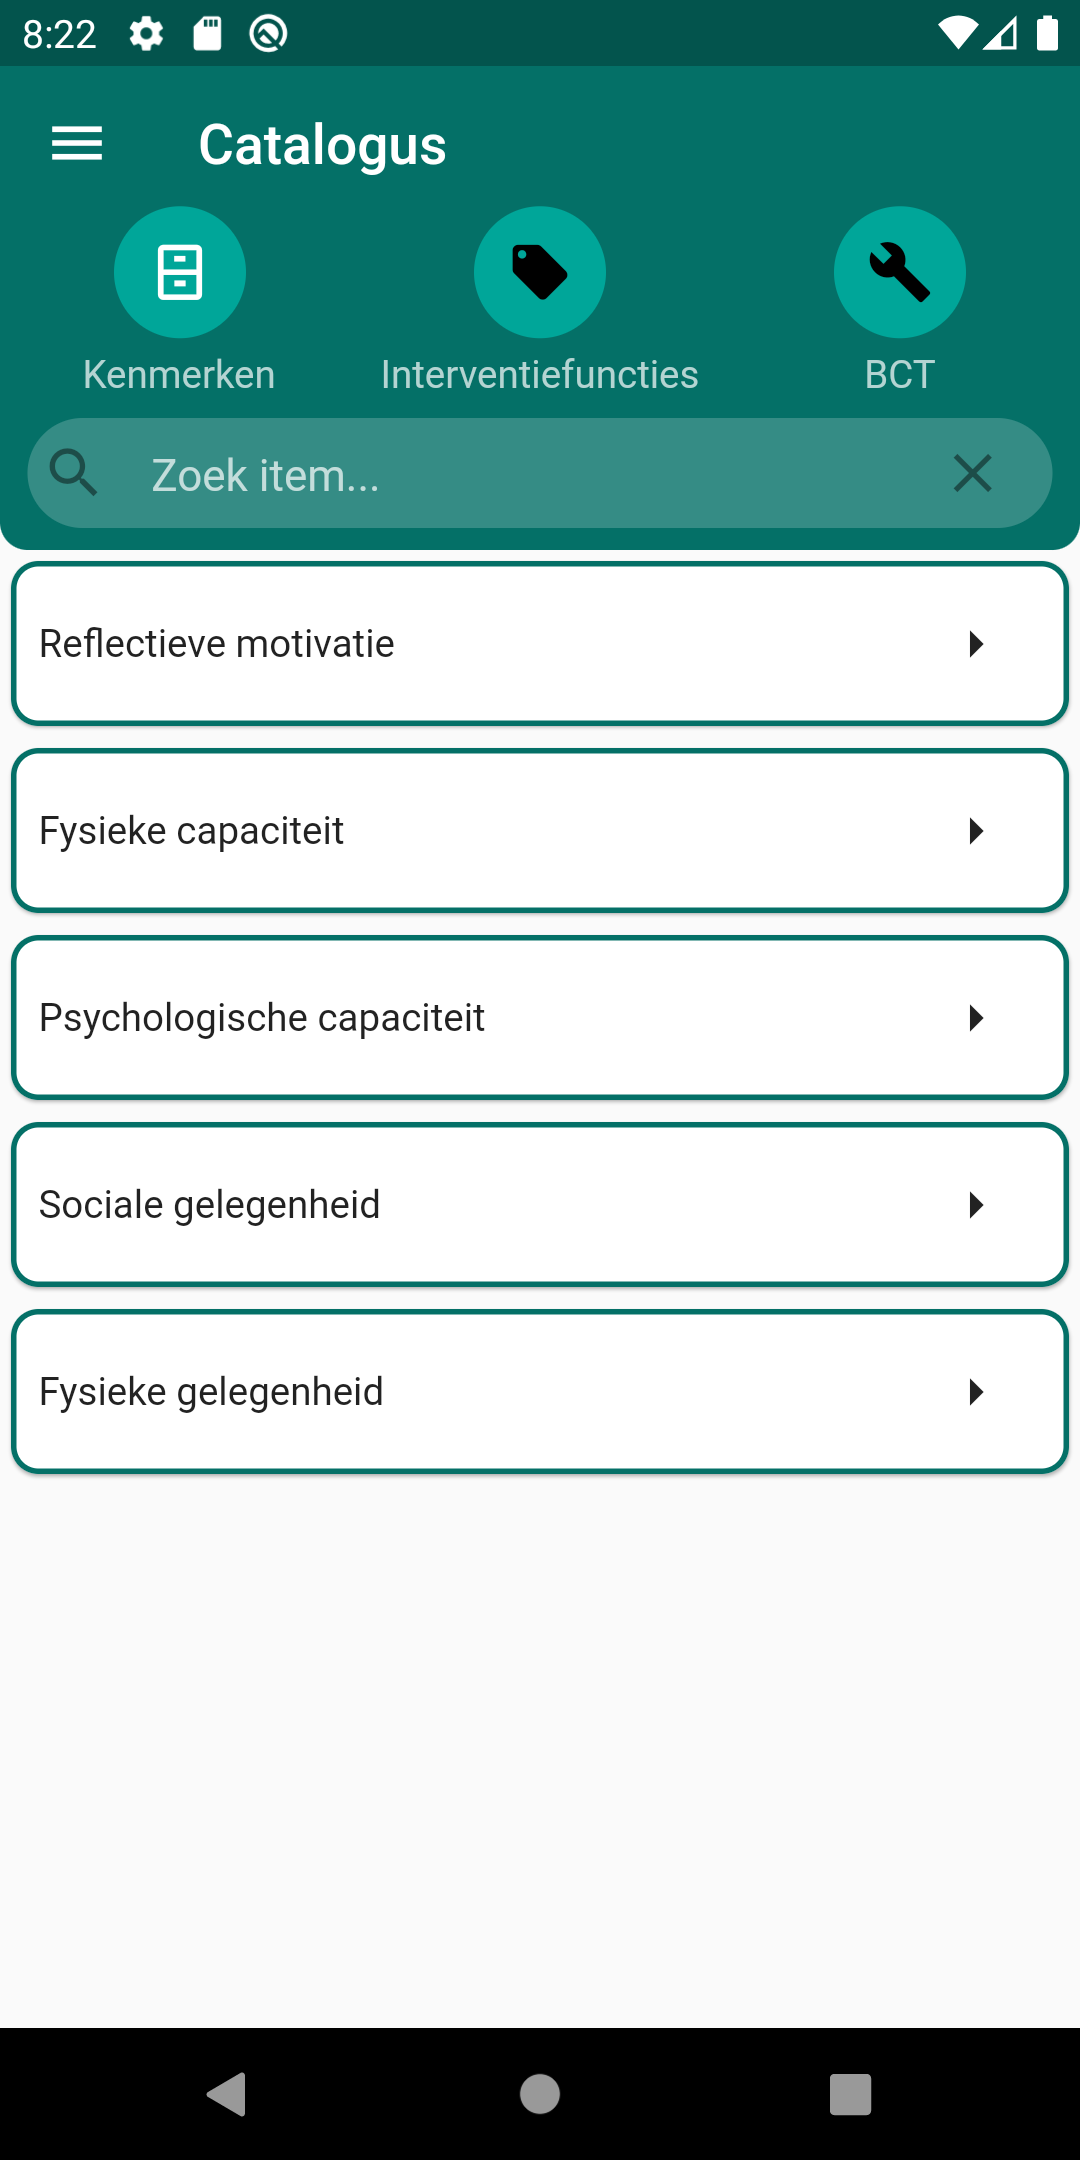 8:22
Catalogus
Kenmerken
Interventiefuncties
BCT
Zoek item...
Reflectieve motivatie
Fysieke capaciteit
Psychologische capaciteit
Sociale gelegenheid
Fysieke gelegenheid